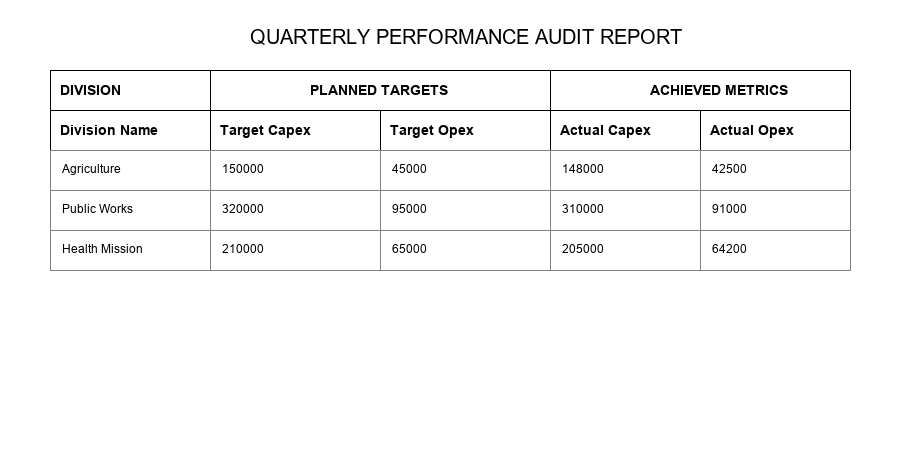 QUARTERLY PERFORMANCE AUDIT REPORT
DIVISION PLANNED TARGETS ACHIEVED METRICS
Division Name Target Capex Target Opex Actual Capex Actual Opex
Agriculture 150000 45000 148000 42500
Public Works 320000 95000 310000 91000
Health Mission 210000 65000 205000 64200